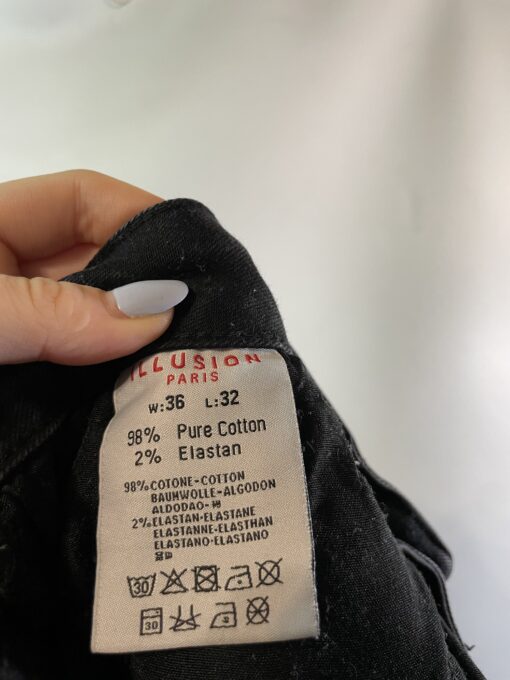 ILLUSION
PARIS
W:36 L:32
98% Pure Cotton
2% Elastan
98%COTONE-COTTON
BAUMWOLLE-ALGODON
ALDODAO-
2%ELASTAN-ELASTANE
ELASTANNE-ELASTHAN
ELASTANO-ELASTANO
30
30